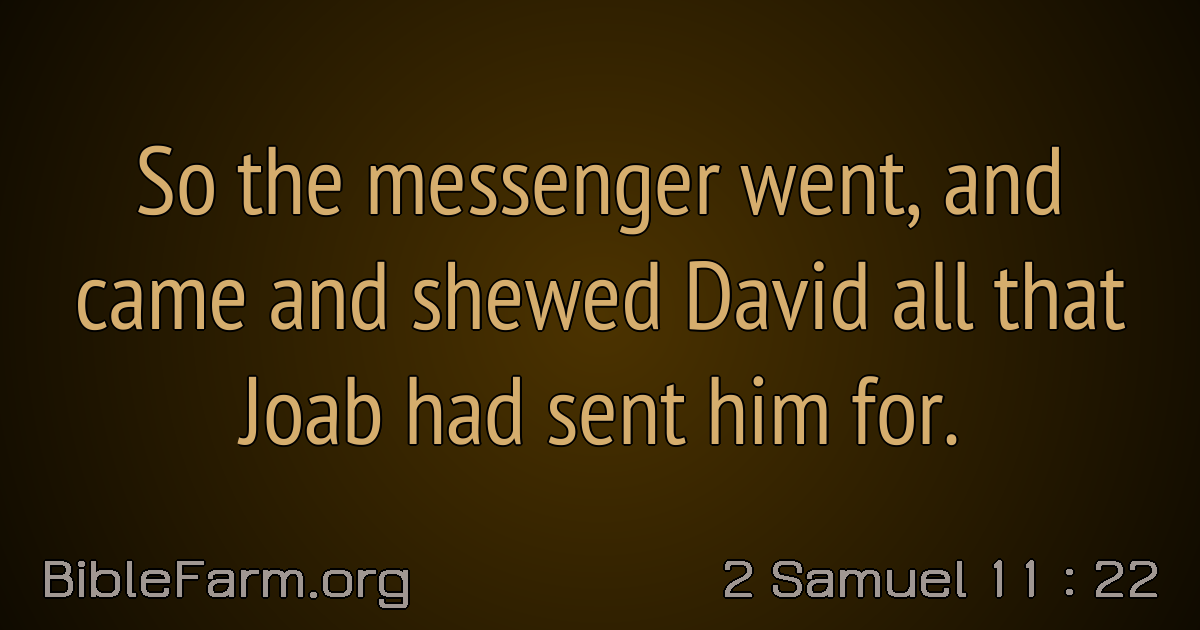 So the messenger went, and
came and shewed David all that
Joab had sent him for.
BibleFarm.org
2 Samuel 11 : 22